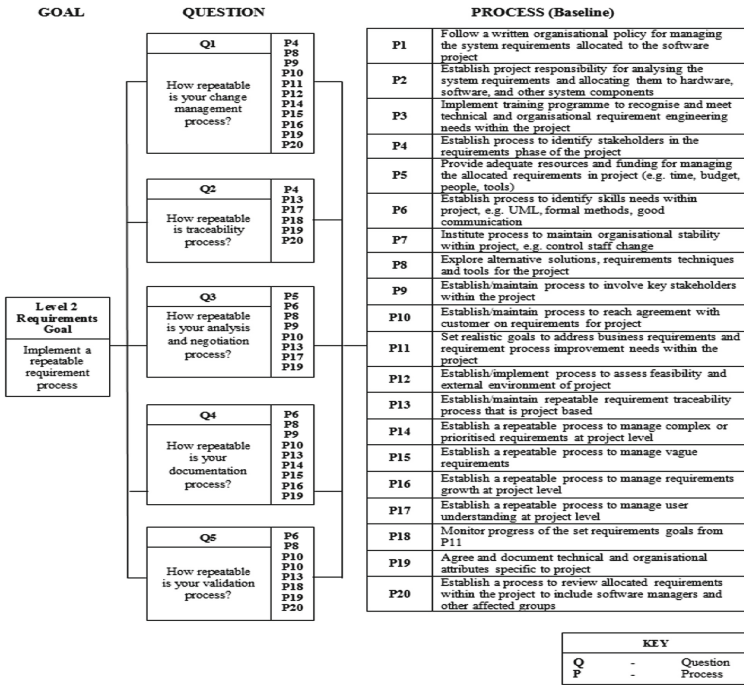 GOAL
QUESTION
PROCESS (Baseline)
Level 2
Requirements
Goal
Implement a
repeatable
requirement
process
Q1
How repeatable
is your change
management
process?
P4
P8
P9
P10
P11
P12
P14
P15
P16
P19
P20
Q2
How repeatable
is traceability
process?
P4
P13
P17
P18
P19
P20
Q3
How repeatable
is your analysis
and negotiation
process?
P5
P6
P8
P9
P10
P13
P17
P19
Q4
How repeatable
is your
documentation
process?
P6
P8
P9
P10
P13
P14
P15
P16
P19
Q5
How repeatable
is your validation
process?
P6
P8
P10
P10
P13
P18
P19
P20
P1
Follow a written organisational policy for managing
the system requirements allocated to the software
project
P2
Establish project responsibility for analysing the
system requirements and allocating them to hardware,
software, and other system components
P3
Implement training programme to recognise and meet
technical and organisational requirement engineering
needs within the project
P4
Establish process to identify stakeholders in the
requirements phase of the project
P5
Provide adequate resources and funding for managing
the allocated requirements in project (e.g. time, budget,
people, tools)
P6
Establish process to identify skills needs within
project, e.g. UML, formal methods, good
communication
P7
Institute process to maintain organisational stability
within project, e.g. control staff change
P8
Explore alternative solutions, requirements techniques
and tools for the project
P9
Establish/maintain process to involve key stakeholders
within the project
P10
Establish/maintain process to reach agreement with
customer on requirements for project
P11
Set realistic goals to address business requirements and
requirement process improvement needs within the
project
P12
Establish/implement process to assess feasibility and
external environment of project
P13
Establish/maintain repeatable requirement traceability
process that is project based
P14
Establish a repeatable process to manage complex or
prioritised requirements at project level
P15
Establish a repeatable process to manage vague
requirements
P16
Establish a repeatable process to manage requirements
growth at project level
P17
Establish a repeatable process to manage user
understanding at project level
P18
Monitor progress of the set requirements goals from
P11
P19
Agree and document technical and organisational
attributes specific to project
P20
Establish a process to review allocated requirements
within the project to include software managers and
other affected groups
KEY
Q - Question
P - Process